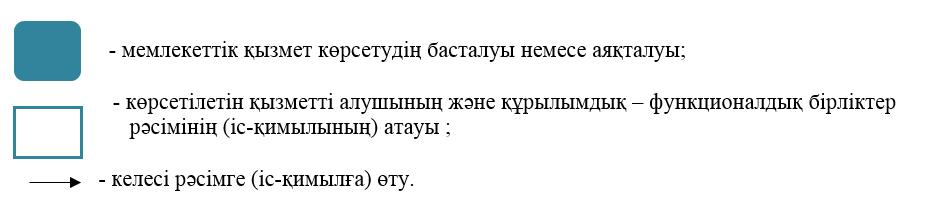 - мемлекеттік қызмет көрсетудің басталуы немесе аяқталуы;
- көрсетілетін қызметті алушының және құрылымдық – функционалдық бірліктер
рәсімінің (іс-қимылының) атауы ;
- келесі рәсімге (іс-қимылға) өту.